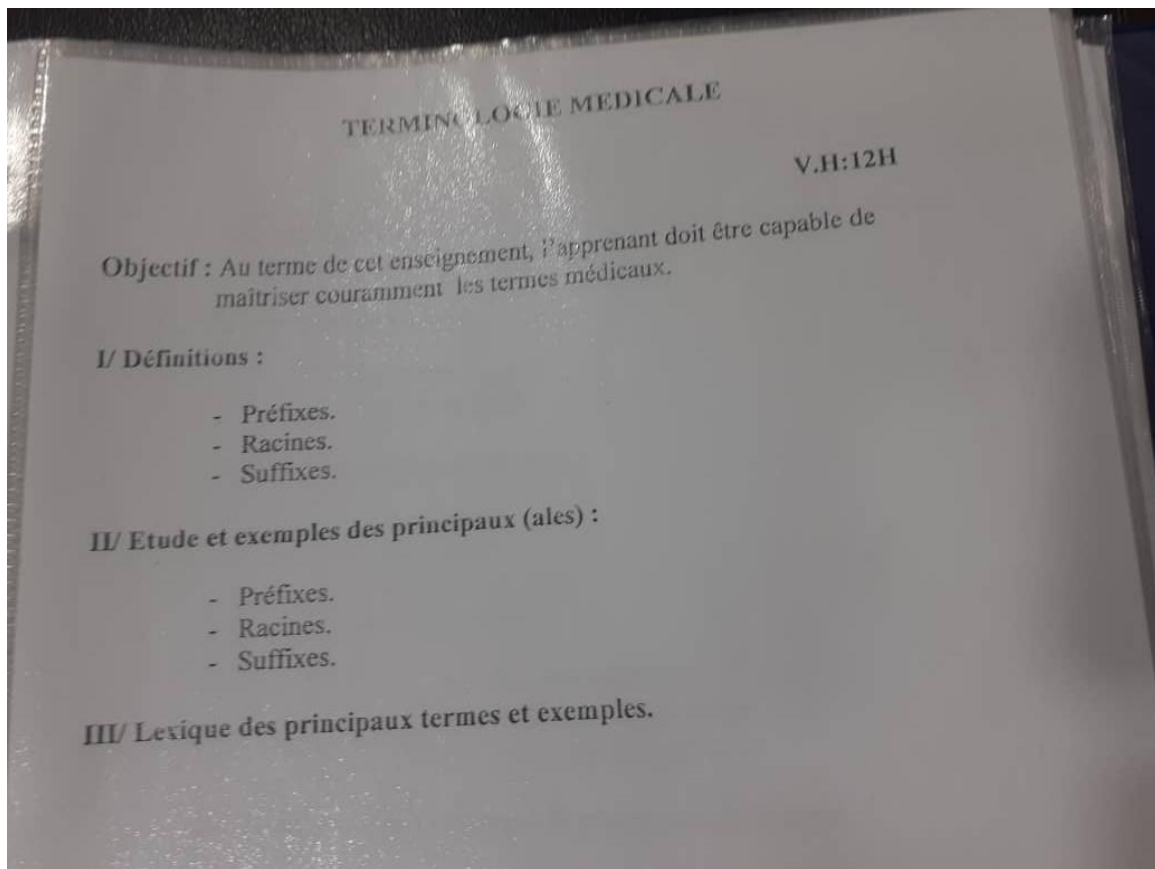 TERMINOLOGIE MEDICALE
V.H:12H
Objectif : Au terme de cet enseignement, l'apprenant doit être capable de
maîtriser couramment les termes médicaux.
I/ Définitions :
- Préfixes.
- Racines.
- Suffixes.
II/ Etude et exemples des principaux (ales) :
- Préfixes.
- Racines.
- Suffixes.
III/ Lexique des principaux termes et exemples.